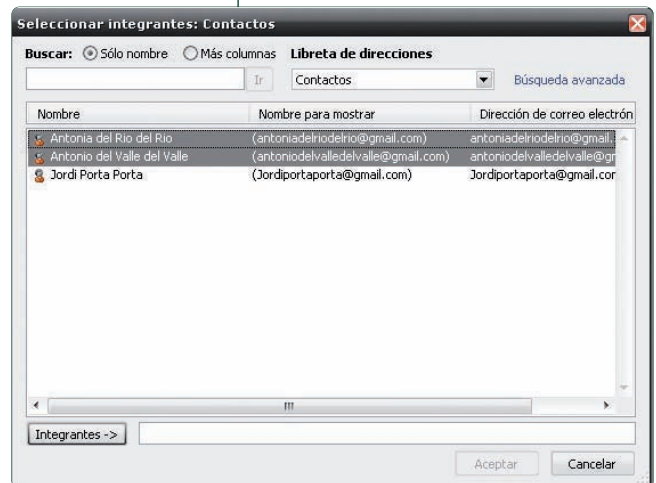 Seleccionar integrantes: Contactos
Buscar: Sólo nombre Más columnas Libreta de direcciones
Ir Contactos Búsqueda avanzada
Nombre Nombre para mostrar Dirección de correo electrón
Antonia del Rio del Rio (antoniadelriodelrio@gmail.com) antoniadelriodelrio@gmail.
Antonio del Valle del Valle (antoniodelvalledelvalle@gmail.com) antoniodelvalledelvalle@gr
Jordi Porta Porta (Jordiportaporta@gmail.com) Jordiportaporta@gmail.cor
Integrantes ->
Aceptar Cancelar